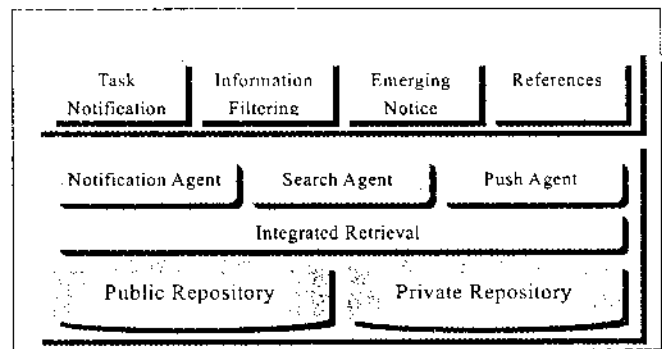 Task Information Emerging References
Notification Filtering Notice
Notification Agent Search Agent Push Agent
Integrated Retrieval
Public Repository Private Repository